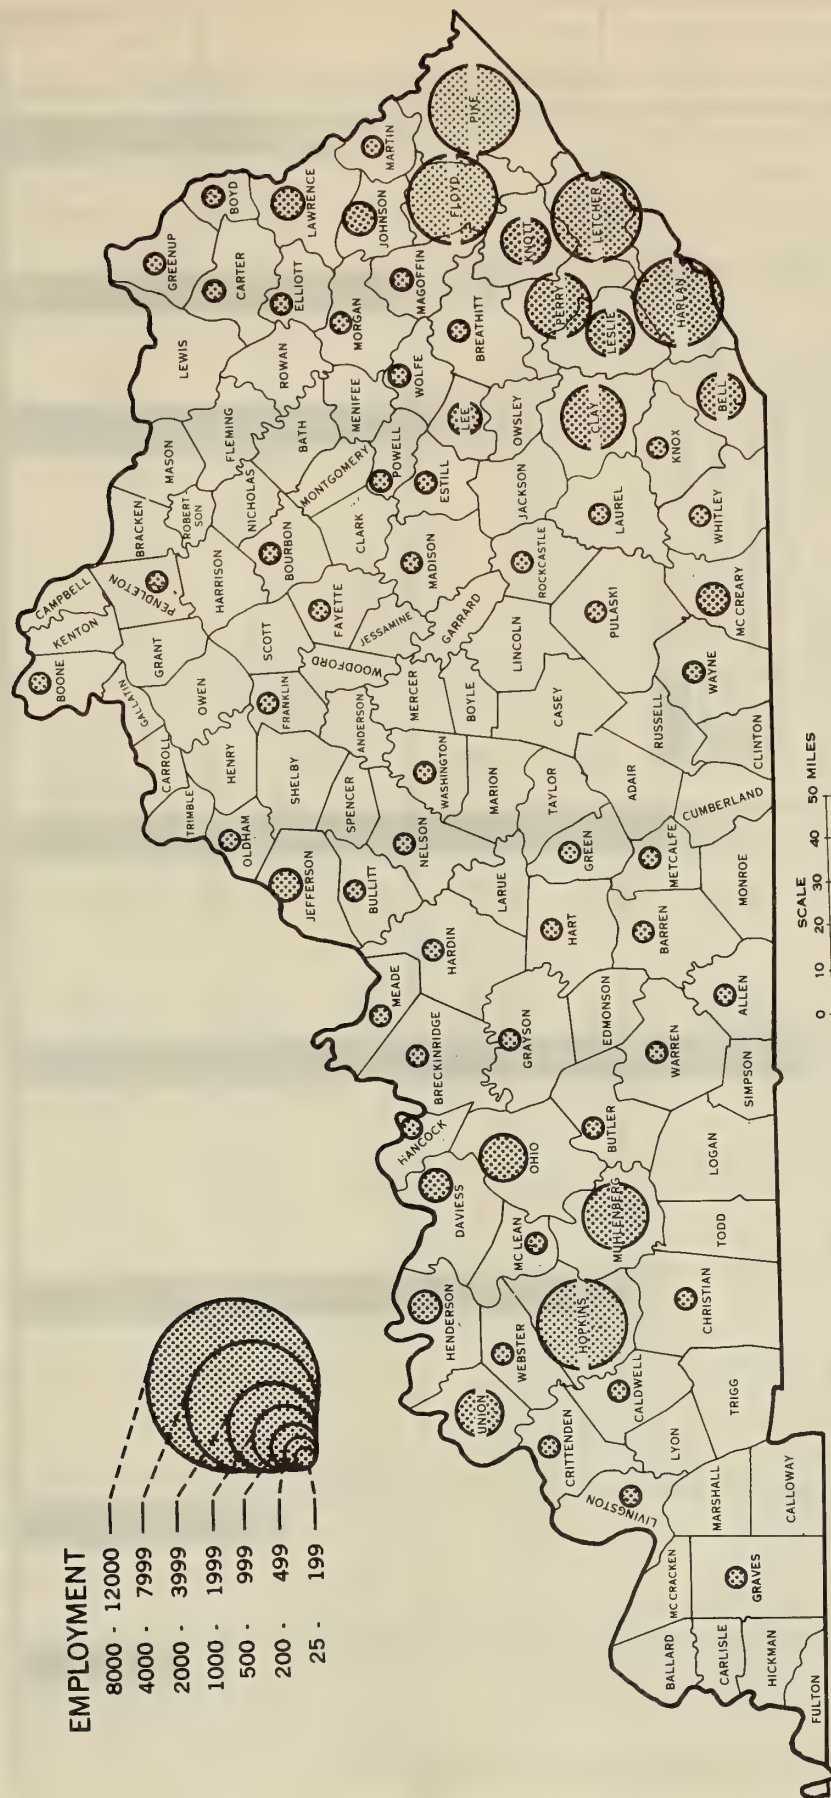 EMPLOYMENT
8000 - 12000
4000 - 7999
2000 - 3999
1000 - 1999
500 - 999
200 - 499
25 - 199
BOONE
KENTON
CAMPBELL
GALLATIN
GRANT
PENDLETON
BRACKEN
MASON
LEWIS
GREENUP
BOYD
CARTER
CARROLL
TRIMBLE
OWEN
HARRISON
ROBERT
SON
FLEMING
ROWAN
ELLIOTT
LAWRENCE
OLDHAM
HENRY
FRANKLIN
SCOTT
BOURBON
NICHOLAS
BATH
MENIFEE
MORGAN
JOHNSON
MARTIN
JEFFERSON
SHELBY
WOODFORD
FAYETTE
CLARK
MONTGOMERY
POWELL
WOLFE
MAGOFFIN
FLOYD
PIKE
BULLITT
SPENCER
ANDERSON
JESSAMINE
MADISON
ESTILL
LEE
BREATHITT
KNOTT
MEADE
HARDIN
NELSON
WASHINGTON
MERCER
BOYLE
GARRARD
ROCKCASTLE
JACKSON
OWSLEY
PERRY
LETCHER
HANCOCK
BRECKINRIDGE
GRAYSON
LARUE
MARION
LINCOLN
CLAY
LESLIE
HARLAN
HENDERSON
DAVIESS
OHIO
EDMONSON
HART
GREEN
TAYLOR
CASEY
PULASKI
LAUREL
KNOX
BELL
UNION
WEBSTER
MC LEAN
BUTLER
WARREN
BARREN
METCALFE
ADAIR
RUSSELL
WAYNE
MC CREARY
WHITLEY
CRITTENDEN
HOPKINS
MUHLENBERG
LOGAN
SIMPSON
ALLEN
MONROE
CUMBERLAND
CLINTON
LIVINGSTON
CALDWELL
CHRISTIAN
TODD
LYON
TRIGG
BALLARD
MC CRACKEN
MARSHALL
CARLISLE
GRAVES
CALLOWAY
HICKMAN
FULTON
SCALE
0 10 20 30 40 50 MILES